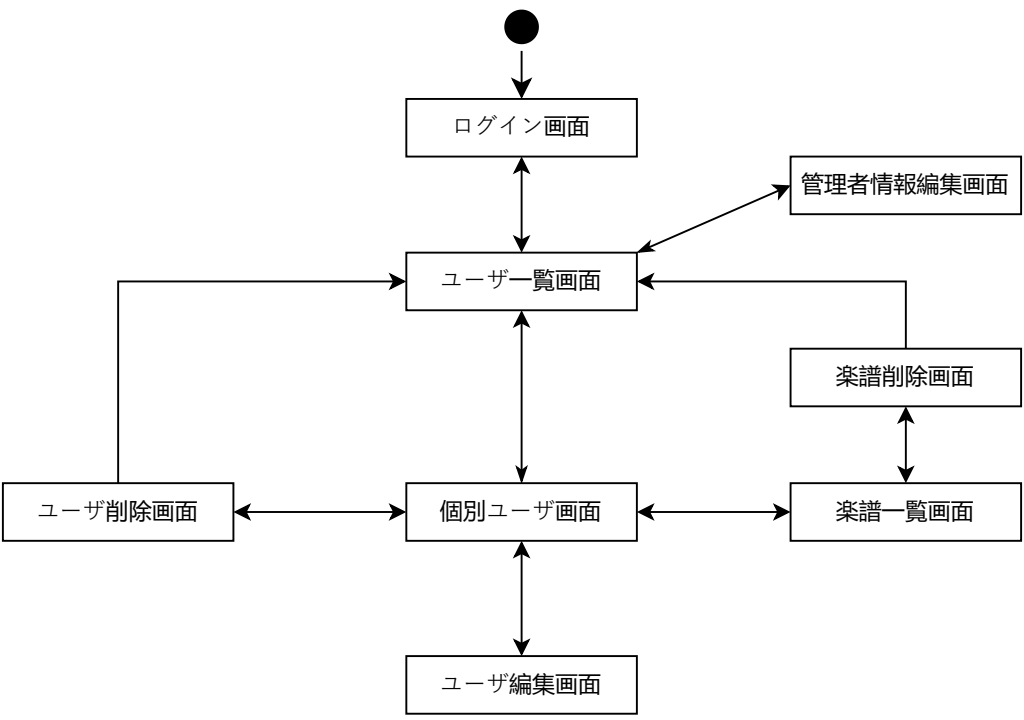 ログイン画面
管理者情報編集画面
ユーザ一覧画面
楽譜削除画面
ユーザ削除画面
個別ユーザ画面
楽譜一覧画面
ユーザ編集画面